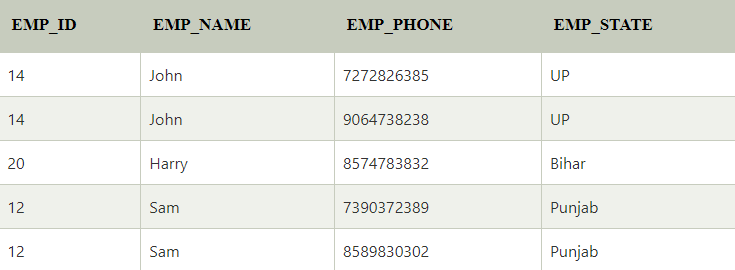 EMP_ID EMP_NAME EMP_PHONE EMP_STATE
14 John 7272826385 UP
14 John 9064738238 UP
20 Harry 8574783832 Bihar
12 Sam 7390372389 Punjab
12 Sam 8589830302 Punjab